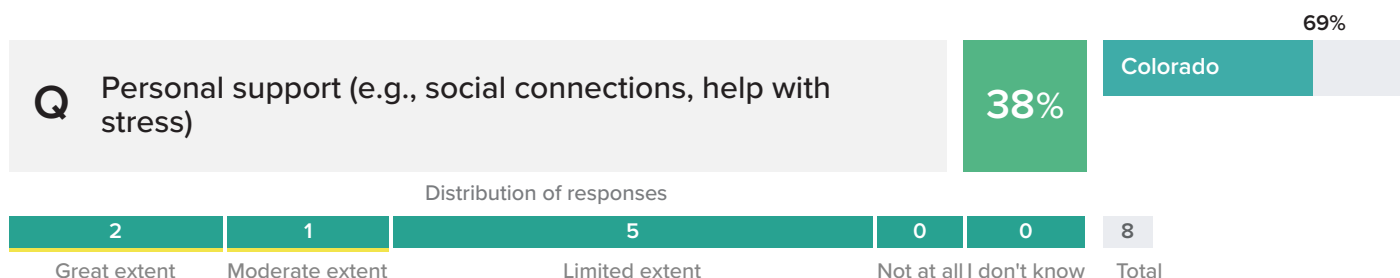 69%
Q
Personal support (e.g., social connections, help with
stress)
38%
Colorado
Distribution of responses
2 1 5 0 0 8
Great extent Moderate extent Limited extent Not at all I don't know Total